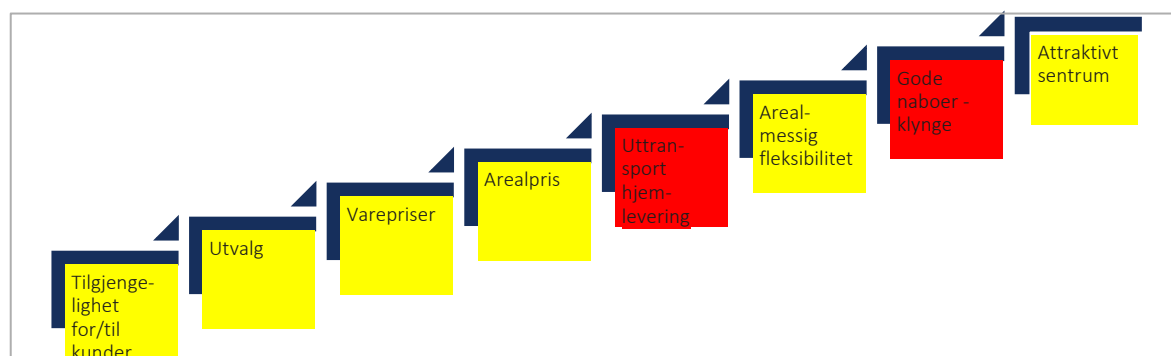 Tilgjenge-
lighet
for/til
kunder
Utvalg
Varepriser
Arealpris
Uttran-
sport
hjem-
levering
Areal-
messig
fleksibilitet
Gode
naboer -
klynge
Attraktivt
sentrum